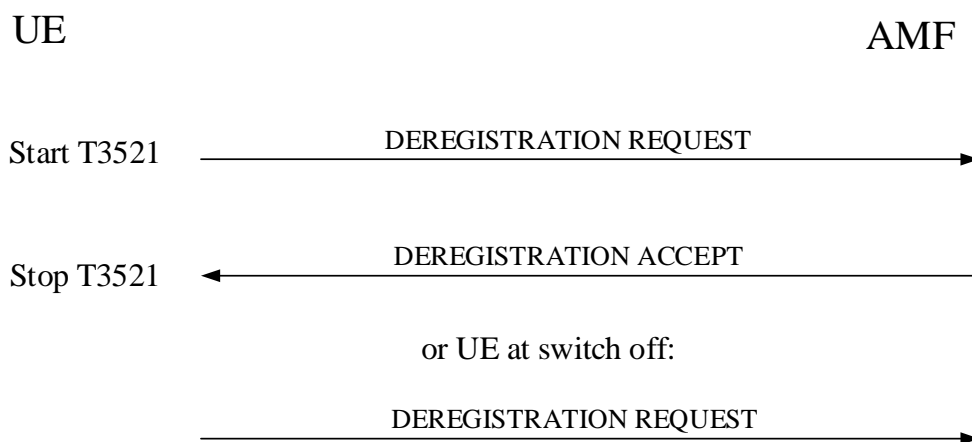 UE
AMF
Start T3521
DEREGISTRATION REQUEST
DEREGISTRATION ACCEPT
Stop T3521
or UE at switch off:
DEREGISTRATION REQUEST